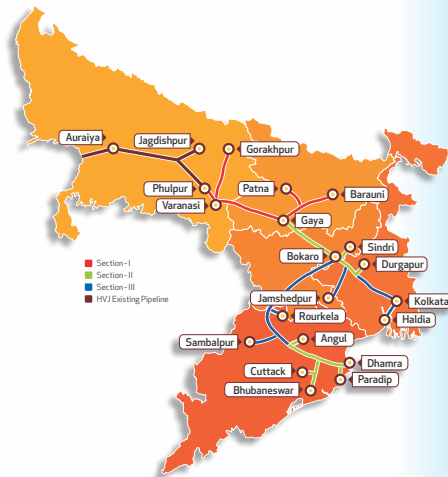 Auraiya
Jagdishpur
Gorakhpur
Phulpur
Patna
Barauni
Varanasi
Gaya
Sindri
Bokaro
Durgapur
Section- I
Section- II
Section- III
HVJ Existing Pipeline
Jamshedpur
Kolkata
Rourkela
Haldia
Sambalpur
Angul
Dhamra
Cuttack
Paradip
Bhubaneswar